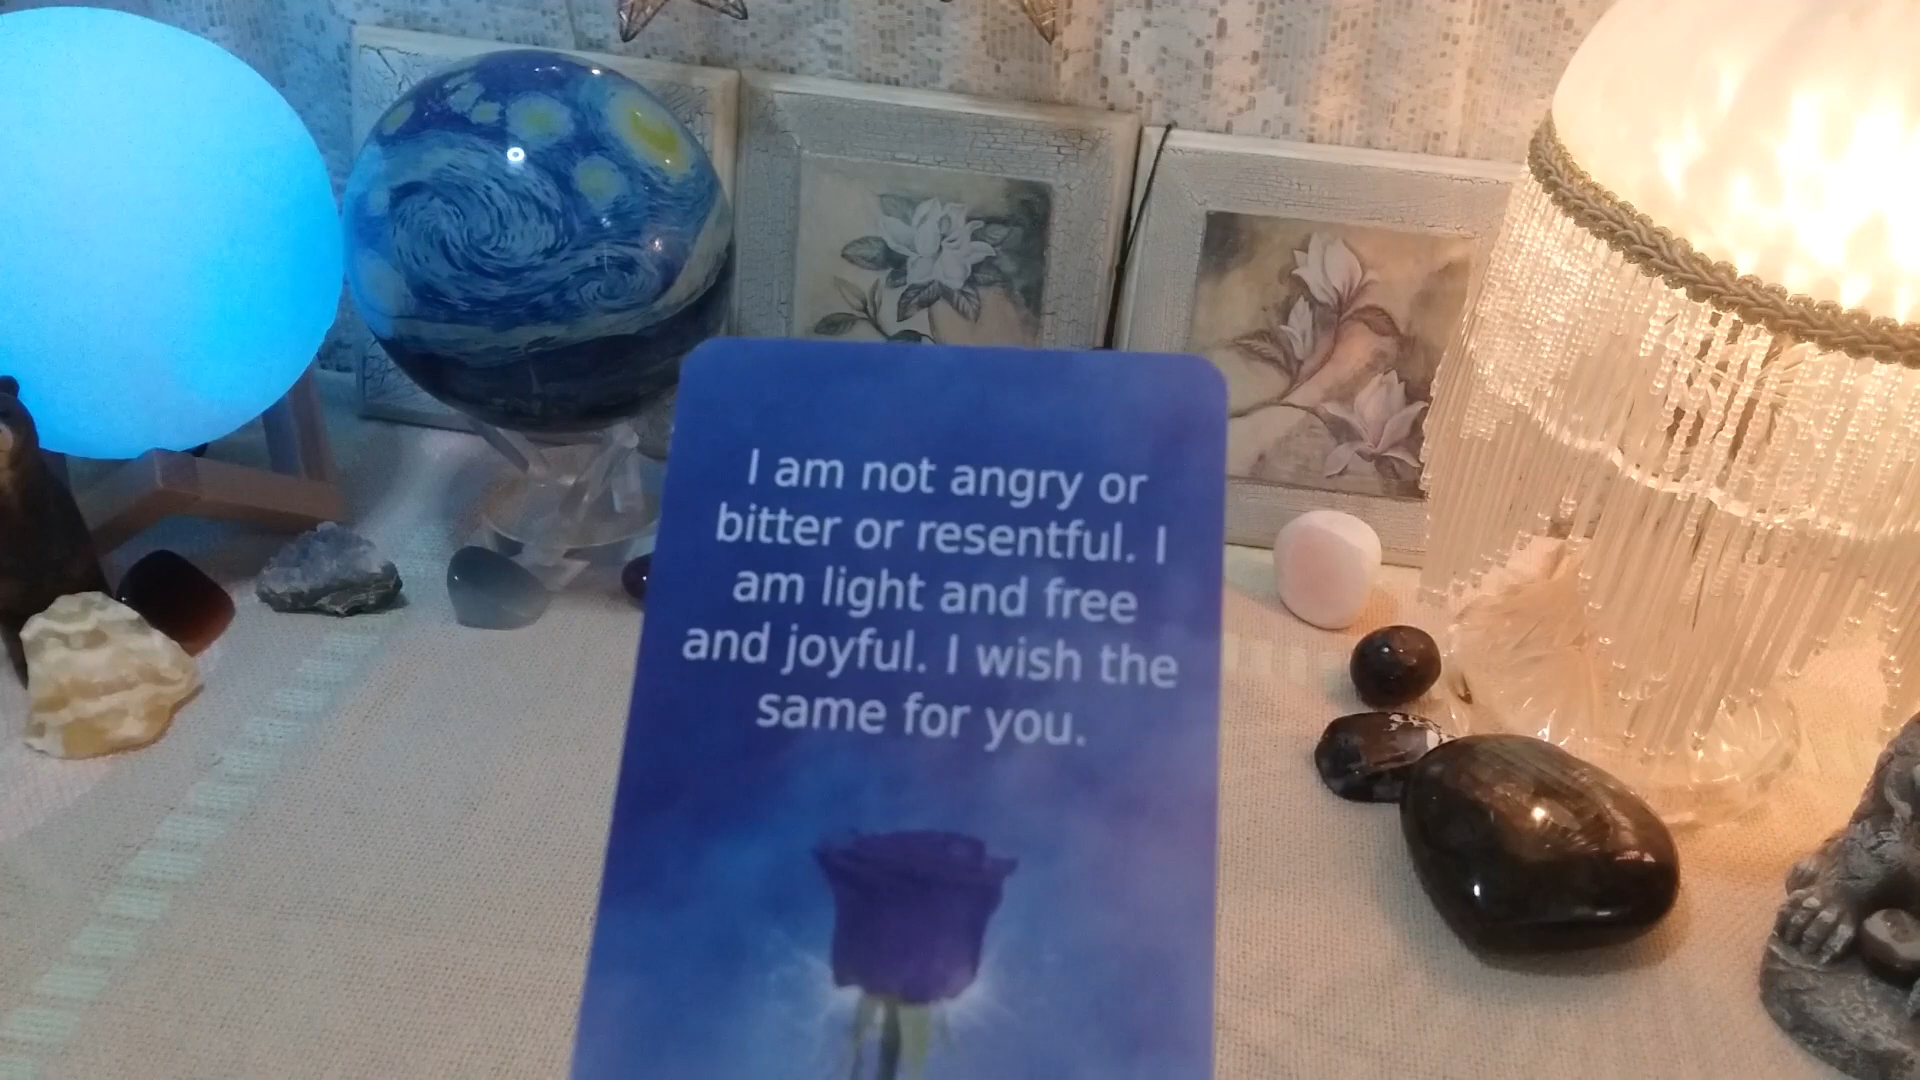 I am not angry or
bitter or resentful. I
am light and free
and joyful. I wish the
same for you.